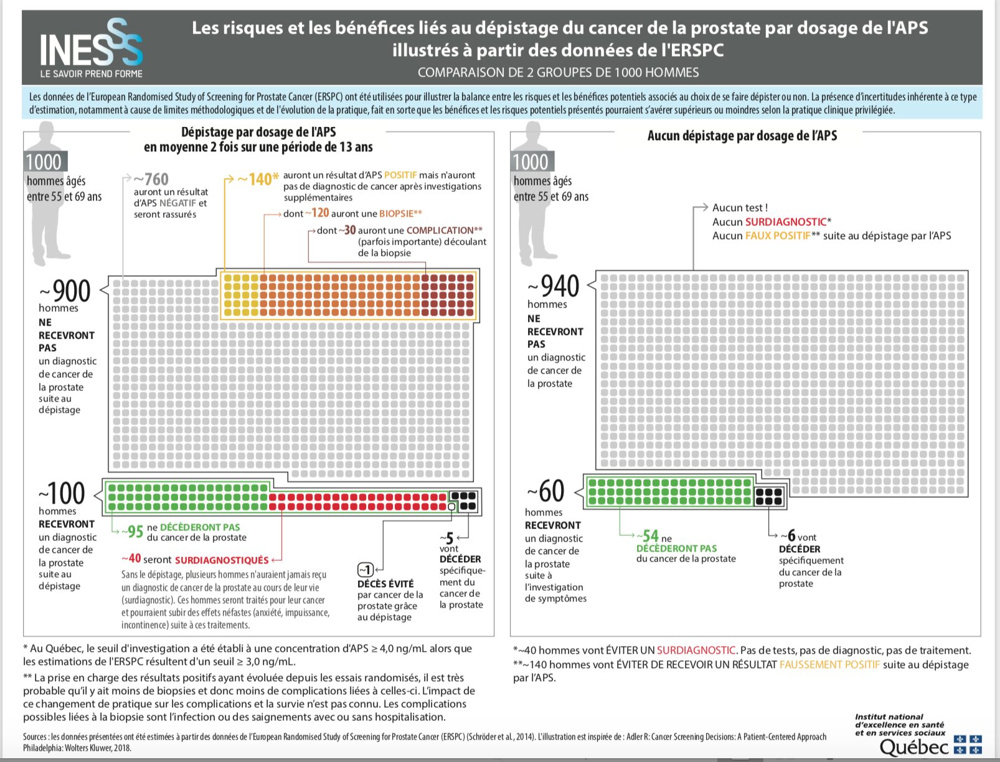 INESSS
LE SAVOIR PREND FORME
Les risques et les bénéfices liés au dépistage du cancer de la prostate par dosage de l'APS
illustrés à partir des données de l'ERSPC
COMPARAISON DE 2 GROUPES DE 1000 HOMMES
Les données de l'European Randomised Study of Screening for Prostate Cancer (ERSPC) ont été utilisées pour illustrer la balance entre les risques et les bénéfices potentiels associés au choix de se faire dépister ou non. La présence d'incertitudes inhérente à ce type
d'estimation, notamment à cause de limites méthodologiques et de l'évolution de la pratique, fait en sorte que les bénéfices et les risques potentiels présentés pourraient s'avérer supérieurs ou moindres selon la pratique clinique privilégiée.
Dépistage par dosage de l'APS
en moyenne 2 fois sur une période de 13 ans
1000
hommes âgés
entre 55 et 69 ans
~760
auront un résultat
d'APS NÉGATIF et
seront rassurés
~140* auront un résultat d'APS POSITIF mais n'auront
pas de diagnostic de cancer après investigations
supplémentaires
dont ~120 auront une BIOPSIE**
dont ~30 auront une COMPLICATION**
(parfois importante) découlant
de la biopsie
~900
hommes
NE
RECEVRONT
PAS
un diagnostic
de cancer de
la prostate
suite au
dépistage
~100
hommes
RECEVRONT
un diagnostic
de cancer de
la prostate
suite au
dépistage
~95 ne DÉCÈDERONT PAS
du cancer de la prostate
~40 seront SURDIAGNOSTIQUÉS
Sans le dépistage, plusieurs hommes n'auraient jamais reçu
un diagnostic de cancer de la prostate au cours de leur vie
(surdiagnostic). Ces hommes seront traités pour leur cancer
et pourraient subir des effets néfastes (anxiété, impuissance,
incontinence) suite à ces traitements.
~1
DÉCÈS ÉVITÉ
par cancer de la
prostate grâce
au dépistage
~5
vont
DÉCÉDER
spécifique-
ment du
cancer de
la prostate
* Au Québec, le seuil d'investigation a été établi à une concentration d'APS ≥ 4,0 ng/mL alors que
les estimations de l'ERSPC résultent d'un seuil ≥ 3,0 ng/mL.
** La prise en charge des résultats positifs ayant évoluée depuis les essais randomisés, il est très
probable qu'il y ait moins de biopsies et donc moins de complications liées à celles-ci. L'impact de
ce changement de pratique sur les complications et la survie n'est pas connu. Les complications
possibles liées à la biopsie sont l'infection ou des saignements avec ou sans hospitalisation.
Aucun dépistage par dosage de l'APS
1000
hommes âgés
entre 55 et 69 ans
Aucun test !
Aucun SURDIAGNOSTIC*
Aucun FAUX POSITIF** suite au dépistage par l'APS
~940
hommes
NE
RECEVRONT
PAS
un diagnostic
de cancer de
la prostate
~60
hommes
RECEVRONT
un diagnostic
de cancer de
la prostate
suite à
l'investigation
de symptômes
~54 ne
DÉCÈDERONT PAS
du cancer de la prostate
~6 vont
DÉCÉDER
spécifiquement
du cancer de la
prostate
*~40 hommes vont ÉVITER UN SURDIAGNOSTIC. Pas de tests, pas de diagnostic, pas de traitement.
**~140 hommes vont ÉVITER DE RECEVOIR UN RÉSULTAT FAUSSEMENT POSITIF suite au dépistage
par l'APS.
Sources : les données présentées ont été estimées à partir des données de l'European Randomised Study of Screening for Prostate Cancer (ERSPC) (Schröder et al., 2014). L'illustration est inspirée de : Adler R: Cancer Screening Decisions: A Patient-Centered Approach
Philadelphia: Wolters Kluwer, 2018.
Institut national
d'excellence en santé
et en services sociaux
Québec